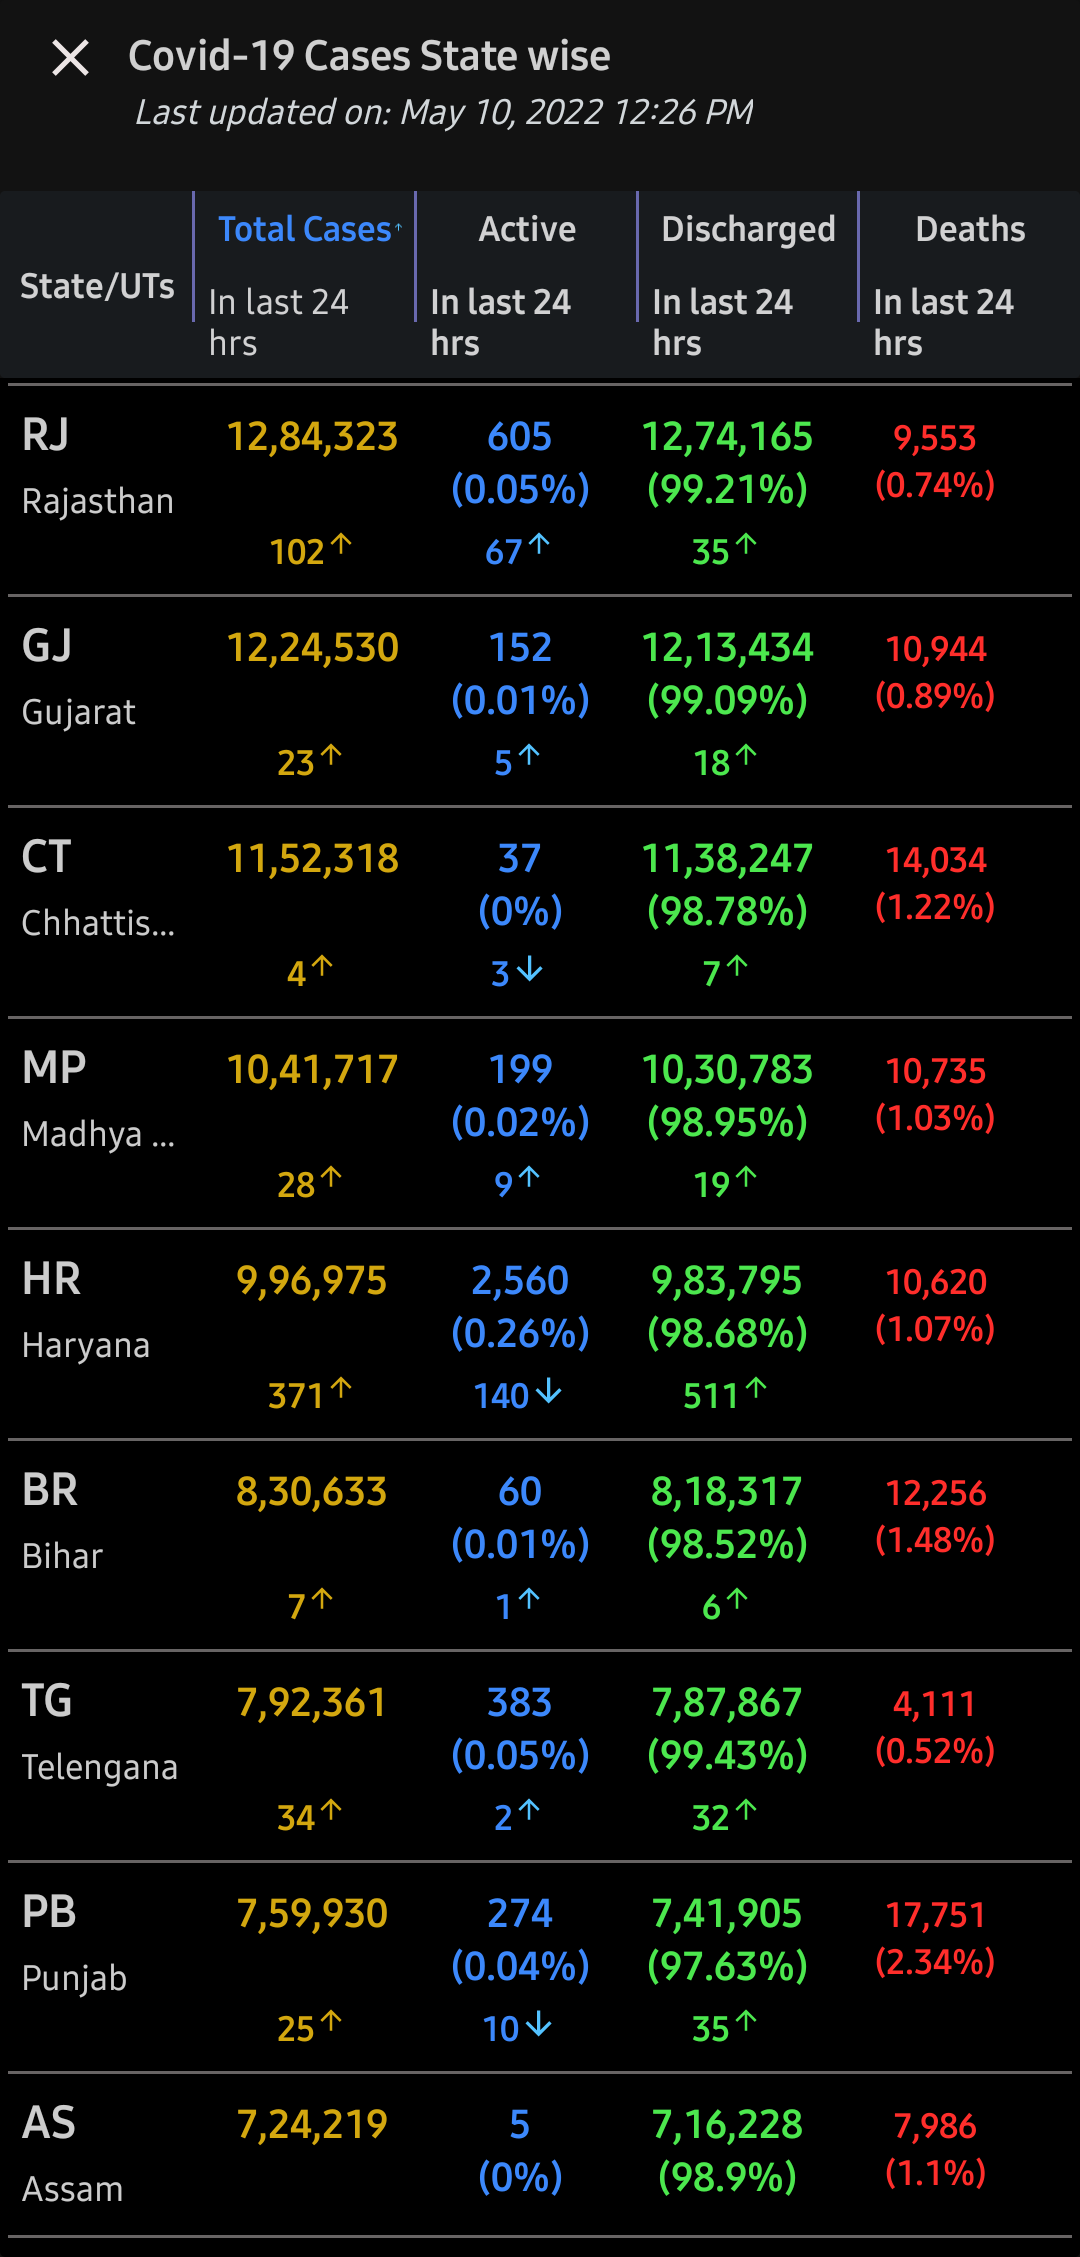 Covid-19 Cases State wise
Last updated on: May 10, 2022 12:26 PM
State/UTs
Total Cases↑ Active Discharged Deaths
In last 24 hrs In last 24 hrs In last 24 hrs In last 24 hrs
RJ 12,84,323 605 12,74,165 9,553
Rajasthan (0.05%) (99.21%) (0.74%)
102↑ 67↑ 35↑
GJ 12,24,530 152 12,13,434 10,944
Gujarat (0.01%) (99.09%) (0.89%)
23↑ 5↑ 18↑
CT 11,52,318 37 11,38,247 14,034
Chhattis... (0%) (98.78%) (1.22%)
4↑ 3↓ 7↑
MP 10,41,717 199 10,30,783 10,735
Madhya ... (0.02%) (98.95%) (1.03%)
28↑ 9↑ 19↑
HR 9,96,975 2,560 9,83,795 10,620
Haryana (0.26%) (98.68%) (1.07%)
371↑ 140↓ 511↑
BR 8,30,633 60 8,18,317 12,256
Bihar (0.01%) (98.52%) (1.48%)
7↑ 1↑ 6↑
TG 7,92,361 383 7,87,867 4,111
Telengana (0.05%) (99.43%) (0.52%)
34↑ 2↑ 32↑
PB 7,59,930 274 7,41,905 17,751
Punjab (0.04%) (97.63%) (2.34%)
25↑ 10↓ 35↑
AS 7,24,219 5 7,16,228 7,986
Assam (0%) (98.9%) (1.1%)